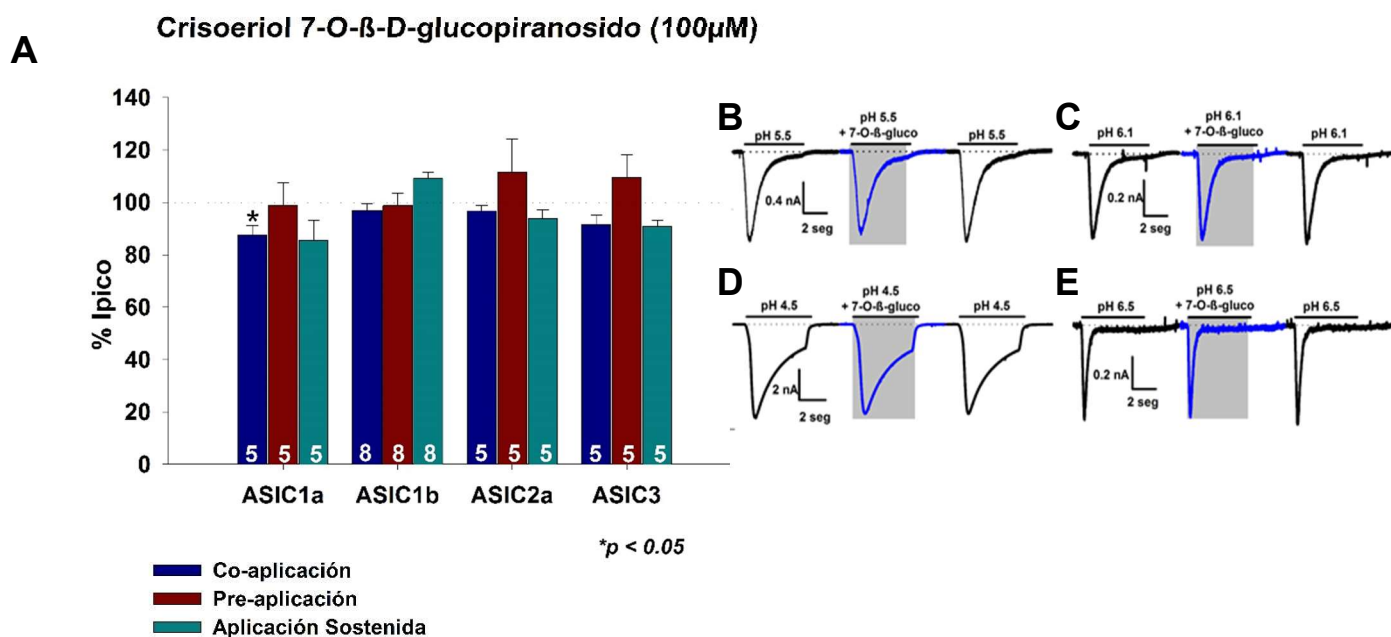 Crisoeriol 7-O-ß-D-glucopiranosido (100µM)
A
% Ipico
140
120
100
80
60
40
20
0
*
5 5 5 8 8 8 5 5 5 5 5 5
ASIC1a ASIC1b ASIC2a ASIC3
*p < 0.05
Co-aplicación
Pre-aplicación
Aplicación Sostenida
B
pH 5.5
pH 5.5
+ 7-O-ß-gluco
pH 5.5
0.4 nA
2 seg
C
pH 6.1
pH 6.1
+ 7-O-ß-gluco
pH 6.1
0.2 nA
2 seg
D
pH 4.5
pH 4.5
+ 7-O-ß-gluco
pH 4.5
2 nA
2 seg
E
pH 6.5
pH 6.5
+ 7-O-ß-gluco
pH 6.5
0.2 nA
2 seg